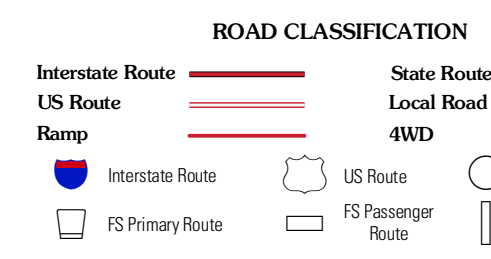 ROAD CLASSIFICATION
Interstate Route
State Route
US Route
Local Road
Ramp
4WD
Interstate Route
US Route
FS Primary Route
FS Passenger
Route